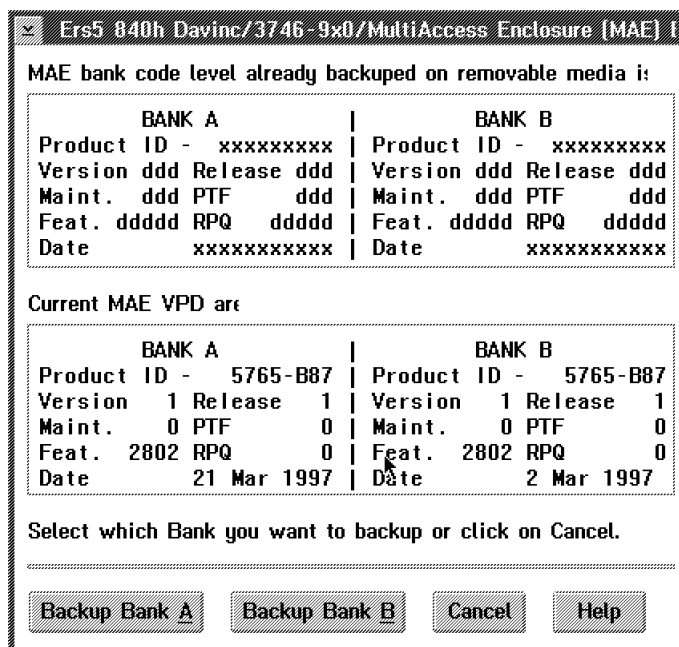 Ers5 840h Davinc/3746-9x0/MultiAccess Enclosure (MAE)
MAE bank code level already backuped on removable media is
BANK A | BANK B
Product ID - xxxxxxxxx | Product ID - xxxxxxxxx
Version ddd Release ddd | Version ddd Release ddd
Maint. ddd PTF ddd | Maint. ddd PTF ddd
Feat. ddddd RPQ ddddd | Feat. ddddd RPQ ddddd
Date xxxxxxxxxxx | Date xxxxxxxxxxx
Current MAE VPD are
BANK A | BANK B
Product ID - 5765-B87 | Product ID - 5765-B87
Version 1 Release 1 | Version 1 Release 1
Maint. 0 PTF 0 | Maint. 0 PTF 0
Feat. 2802 RPQ 0 | Feat. 2802 RPQ 0
Date 21 Mar 1997 | Date 2 Mar 1997
Select which Bank you want to backup or click on Cancel.
Backup Bank A Backup Bank B Cancel Help